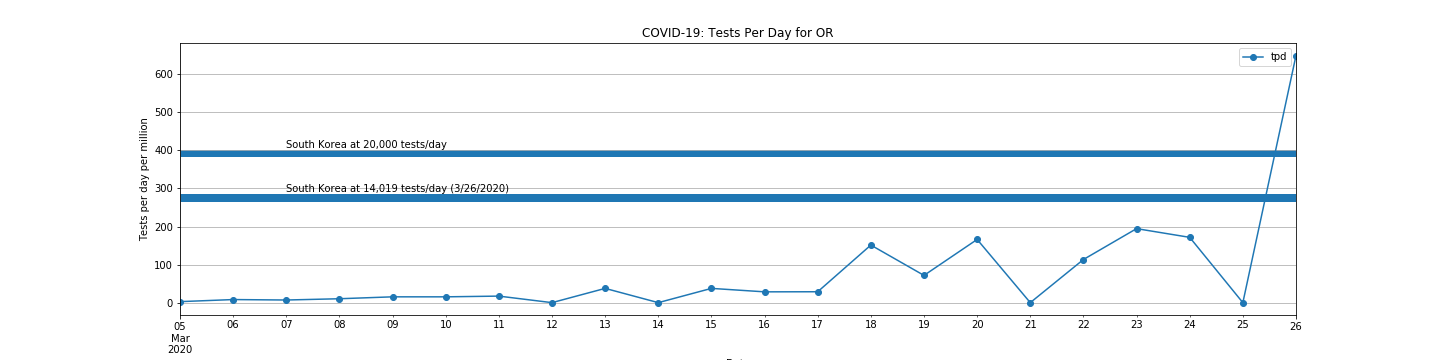 COVID-19: Tests Per Day for OR
tpd
Tests per day per million
600
500
400
300
200
100
0
South Korea at 20,000 tests/day
South Korea at 14,019 tests/day (3/26/2020)
05 06 07 08 09 10 11 12 13 14 15 16 17 18 19 20 21 22 23 24 25 26
Mar
2020